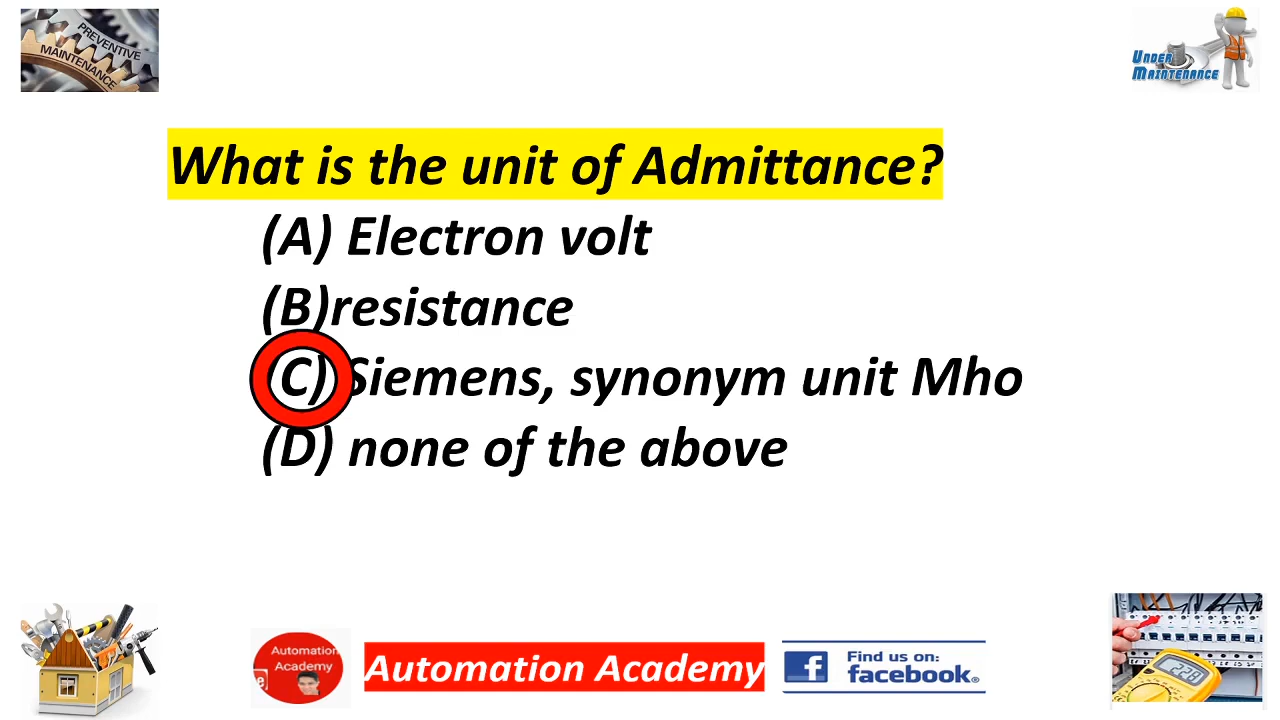 PREVENTIVE
MAINTENANCE
UNDER
MAINTENANCE
What is the unit of Admittance?
(A) Electron volt
(B)resistance
(C) Siemens, synonym unit Mho
(D) none of the above
Automation
Academy
Automation Academy
Find us on:
facebook®